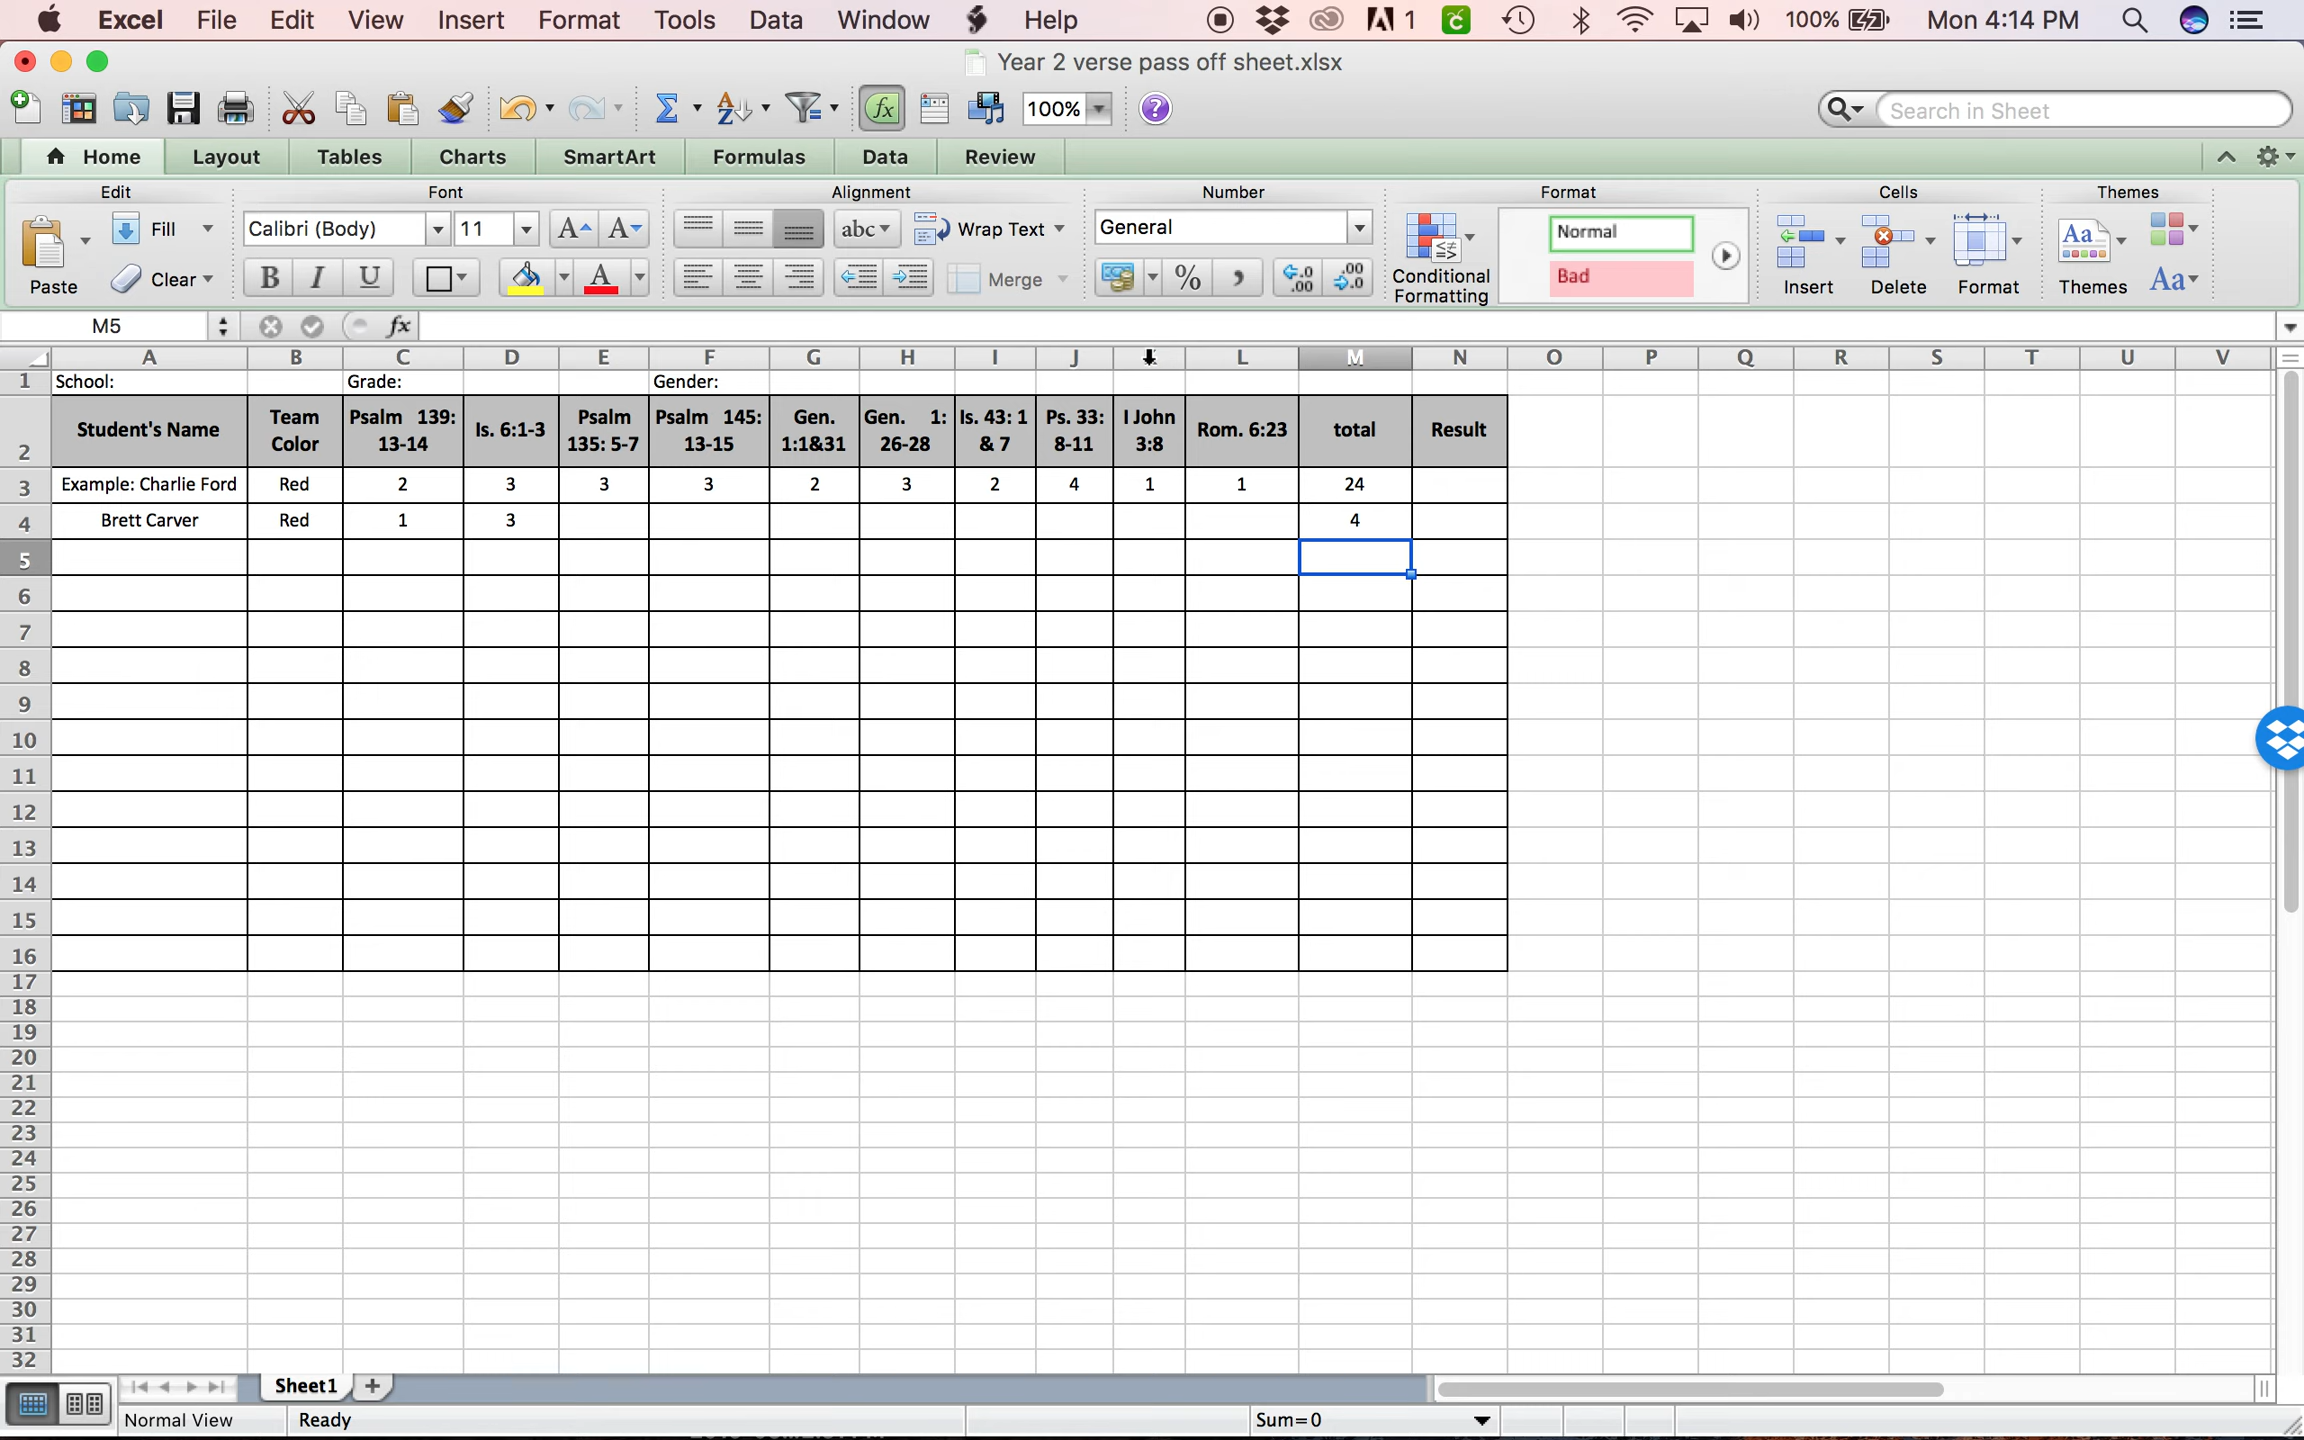 Excel File Edit View Insert Format Tools Data Window Help 1 100% Mon 4:14 PM
Year 2 verse pass off sheet.xlsx
100% Search in Sheet
Home Layout Tables Charts SmartArt Formulas Data Review
Edit Font Alignment Number Format Cells Themes
Fill Calibri (Body) 11 abc Wrap Text General Normal
Paste Clear B I U Merge % Conditional Formatting Bad Insert Delete Format Themes
M5 fx
A B C D E F G H I J L M N O P Q R S T U V
1 School: Grade: Gender:
2 Student's Name Team Color Psalm 139: 13-14 Is. 6:1-3 Psalm 135: 5-7 Psalm 145: 13-15 Gen. 1:1&31 Gen. 1: 26-28 Is. 43: 1 & 7 Ps. 33: 8-11 I John 3:8 Rom. 6:23 total Result
3 Example: Charlie Ford Red 2 3 3 3 2 3 2 4 1 1 24
4 Brett Carver Red 1 3 4
5
6
7
8
9
10
11
12
13
14
15
16
17
18
19
20
21
22
23
24
25
26
27
28
29
30
31
32
Sheet1
Normal View Ready Sum=0